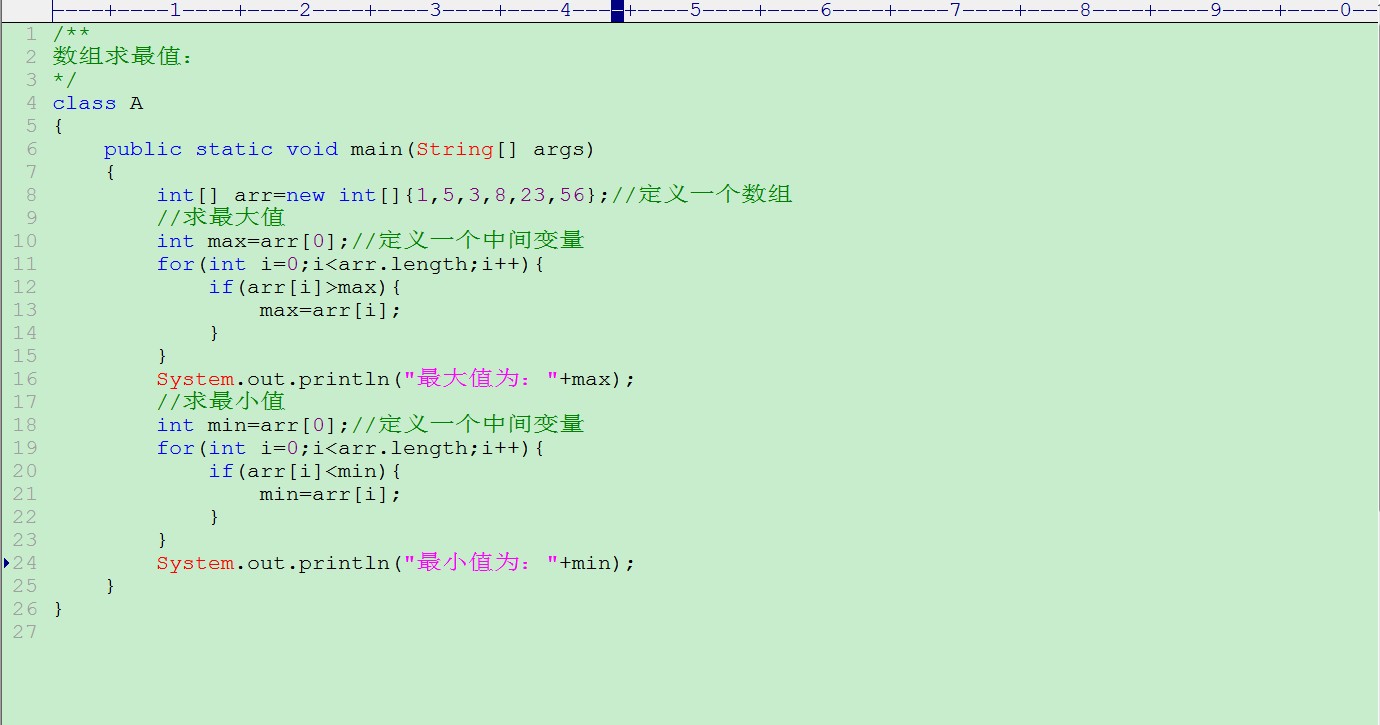 ----+----1----+----2----+----3----+----4----+----5----+----6----+----7----+----8----+----9----+----0--
1 /**
2 数组求最值：
3 */
4 class A
5 {
6     public static void main(String[] args)
7     {
8         int[] arr=new int[]{1,5,3,8,23,56};//定义一个数组
9         //求最大值
10         int max=arr[0];//定义一个中间变量
11         for(int i=0;i<arr.length;i++){
12             if(arr[i]>max){
13                 max=arr[i];
14             }
15         }
16         System.out.println("最大值为："+max);
17         //求最小值
18         int min=arr[0];//定义一个中间变量
19         for(int i=0;i<arr.length;i++){
20             if(arr[i]<min){
21                 min=arr[i];
22             }
23         }
24         System.out.println("最小值为："+min);
25     }
26 }
27